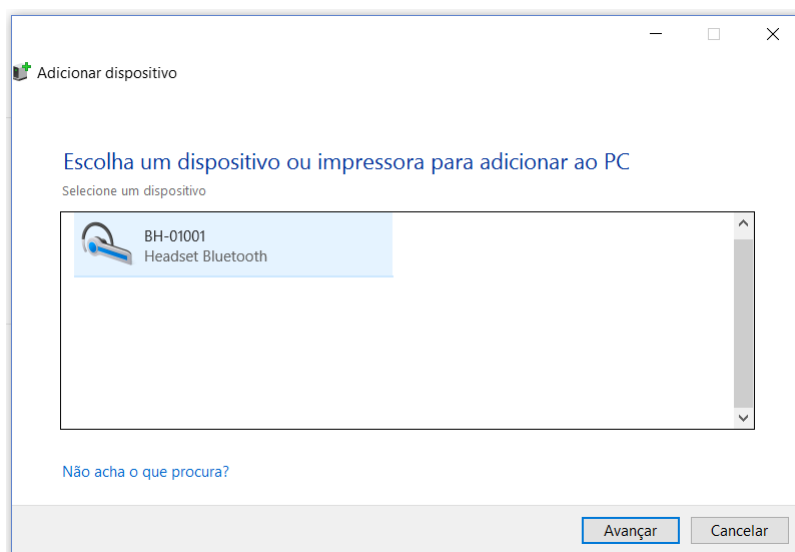 Adicionar dispositivo
Escolha um dispositivo ou impressora para adicionar ao PC
Selecione um dispositivo
BH-01001
Headset Bluetooth
Não acha o que procura?
Avançar
Cancelar